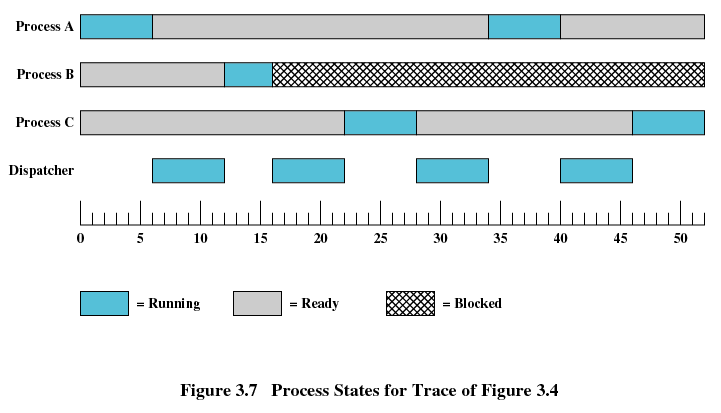 Process A
Process B
Process C
Dispatcher
0 5 10 15 20 25 30 35 40 45 50
= Running = Ready = Blocked
Figure 3.7 Process States for Trace of Figure 3.4